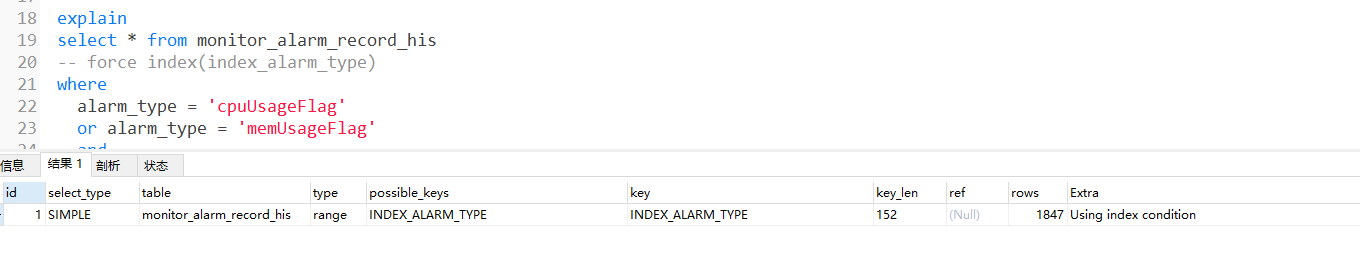 18 explain
19 select * from monitor_alarm_record_his
20 -- force index(index_alarm_type)
21 where
22 alarm_type = 'cpuUsageFlag'
23 or alarm_type = 'memUsageFlag'
信息 结果 1 剖析 状态
id select_type table type possible_keys key key_len ref rows Extra
1 SIMPLE monitor_alarm_record_his range INDEX_ALARM_TYPE INDEX_ALARM_TYPE 152 (Null) 1847 Using index condition